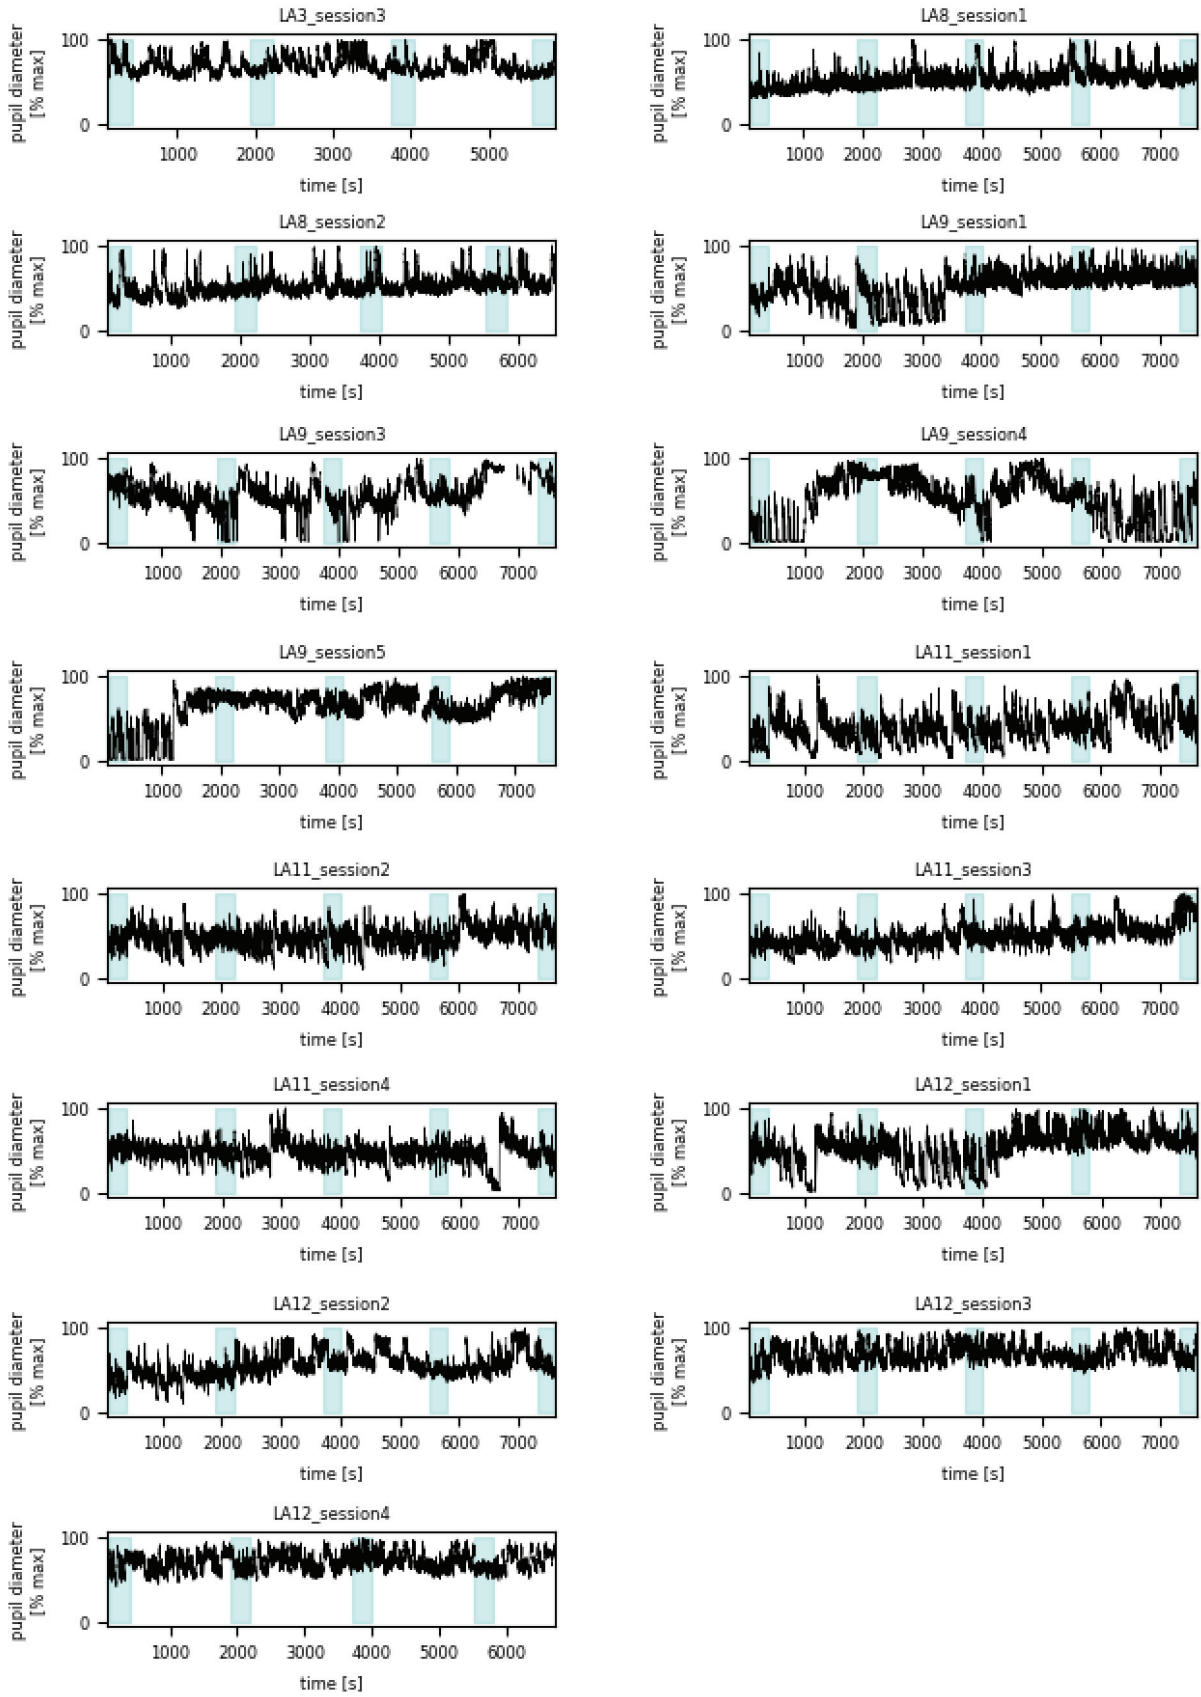 LA3_session3
pupil diameter
[% max]
100
0
1000 2000 3000 4000 5000
time [s]
LA8_session1
pupil diameter
[% max]
100
0
1000 2000 3000 4000 5000 6000 7000
time [s]
LA8_session2
pupil diameter
[% max]
100
0
1000 2000 3000 4000 5000 6000
time [s]
LA9_session1
pupil diameter
[% max]
100
0
1000 2000 3000 4000 5000 6000 7000
time [s]
LA9_session3
pupil diameter
[% max]
100
0
1000 2000 3000 4000 5000 6000 7000
time [s]
LA9_session4
pupil diameter
[% max]
100
0
1000 2000 3000 4000 5000 6000 7000
time [s]
LA9_session5
pupil diameter
[% max]
100
0
1000 2000 3000 4000 5000 6000 7000
time [s]
LA11_session1
pupil diameter
[% max]
100
0
1000 2000 3000 4000 5000 6000 7000
time [s]
LA11_session2
pupil diameter
[% max]
100
0
1000 2000 3000 4000 5000 6000 7000
time [s]
LA11_session3
pupil diameter
[% max]
100
0
1000 2000 3000 4000 5000 6000 7000
time [s]
LA11_session4
pupil diameter
[% max]
100
0
1000 2000 3000 4000 5000 6000 7000
time [s]
LA12_session1
pupil diameter
[% max]
100
0
1000 2000 3000 4000 5000 6000 7000
time [s]
LA12_session2
pupil diameter
[% max]
100
0
1000 2000 3000 4000 5000 6000 7000
time [s]
LA12_session3
pupil diameter
[% max]
100
0
1000 2000 3000 4000 5000 6000 7000
time [s]
LA12_session4
pupil diameter
[% max]
100
0
1000 2000 3000 4000 5000 6000
time [s]